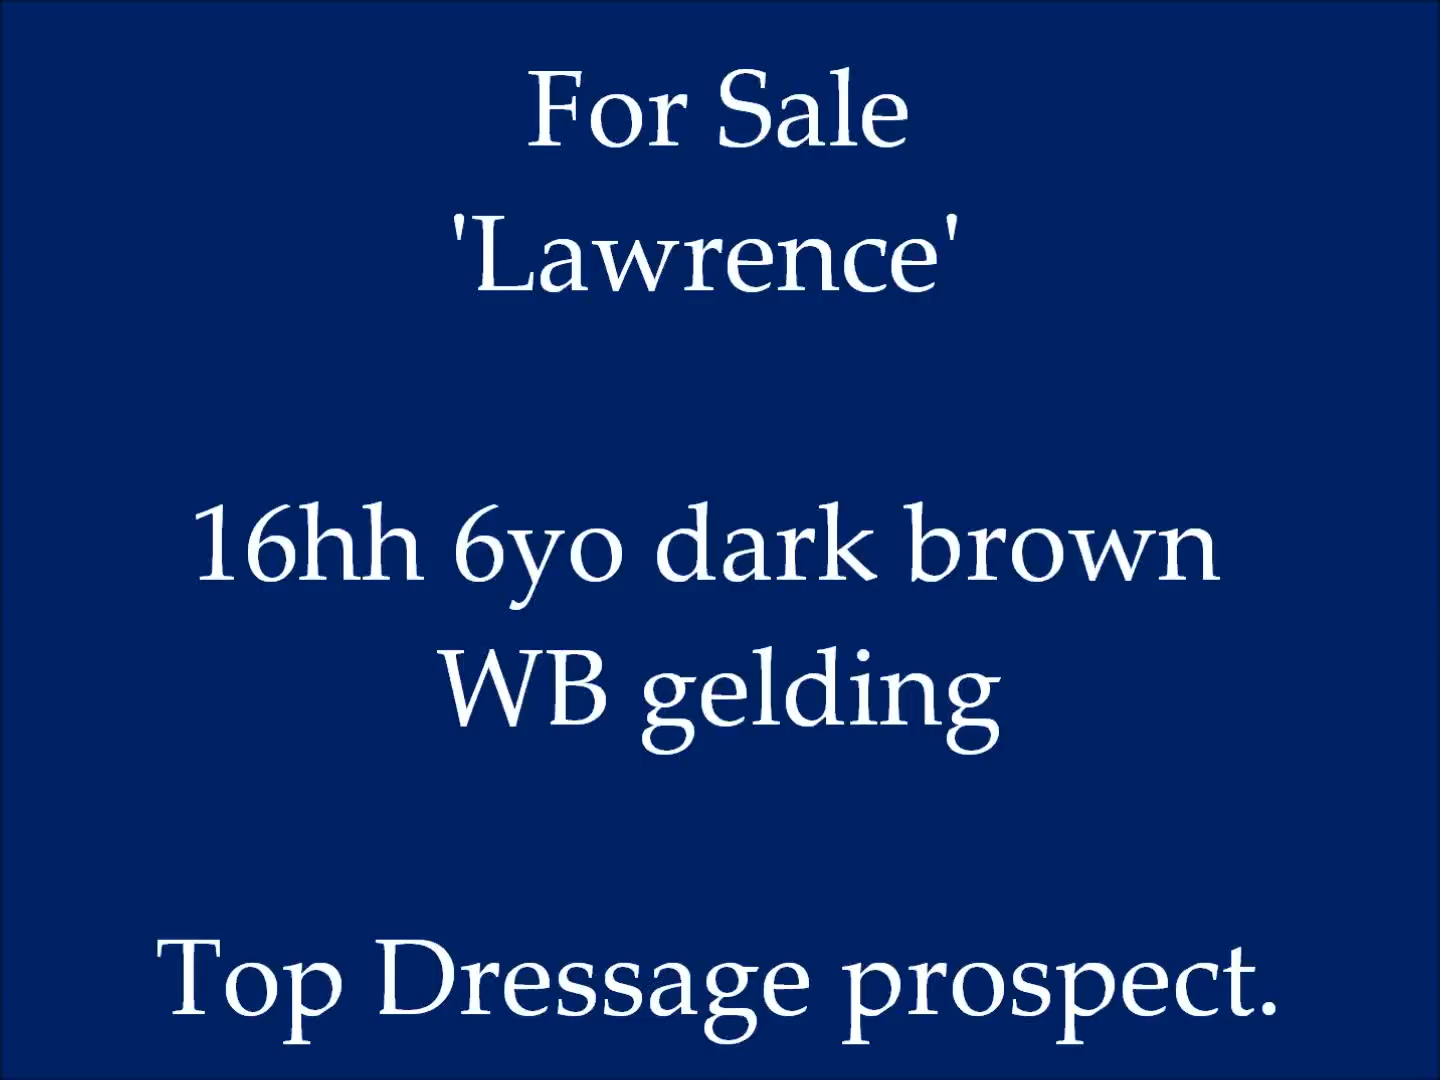 For Sale
'Lawrence'
16hh 6yo dark brown
WB gelding
Top Dressage prospect.